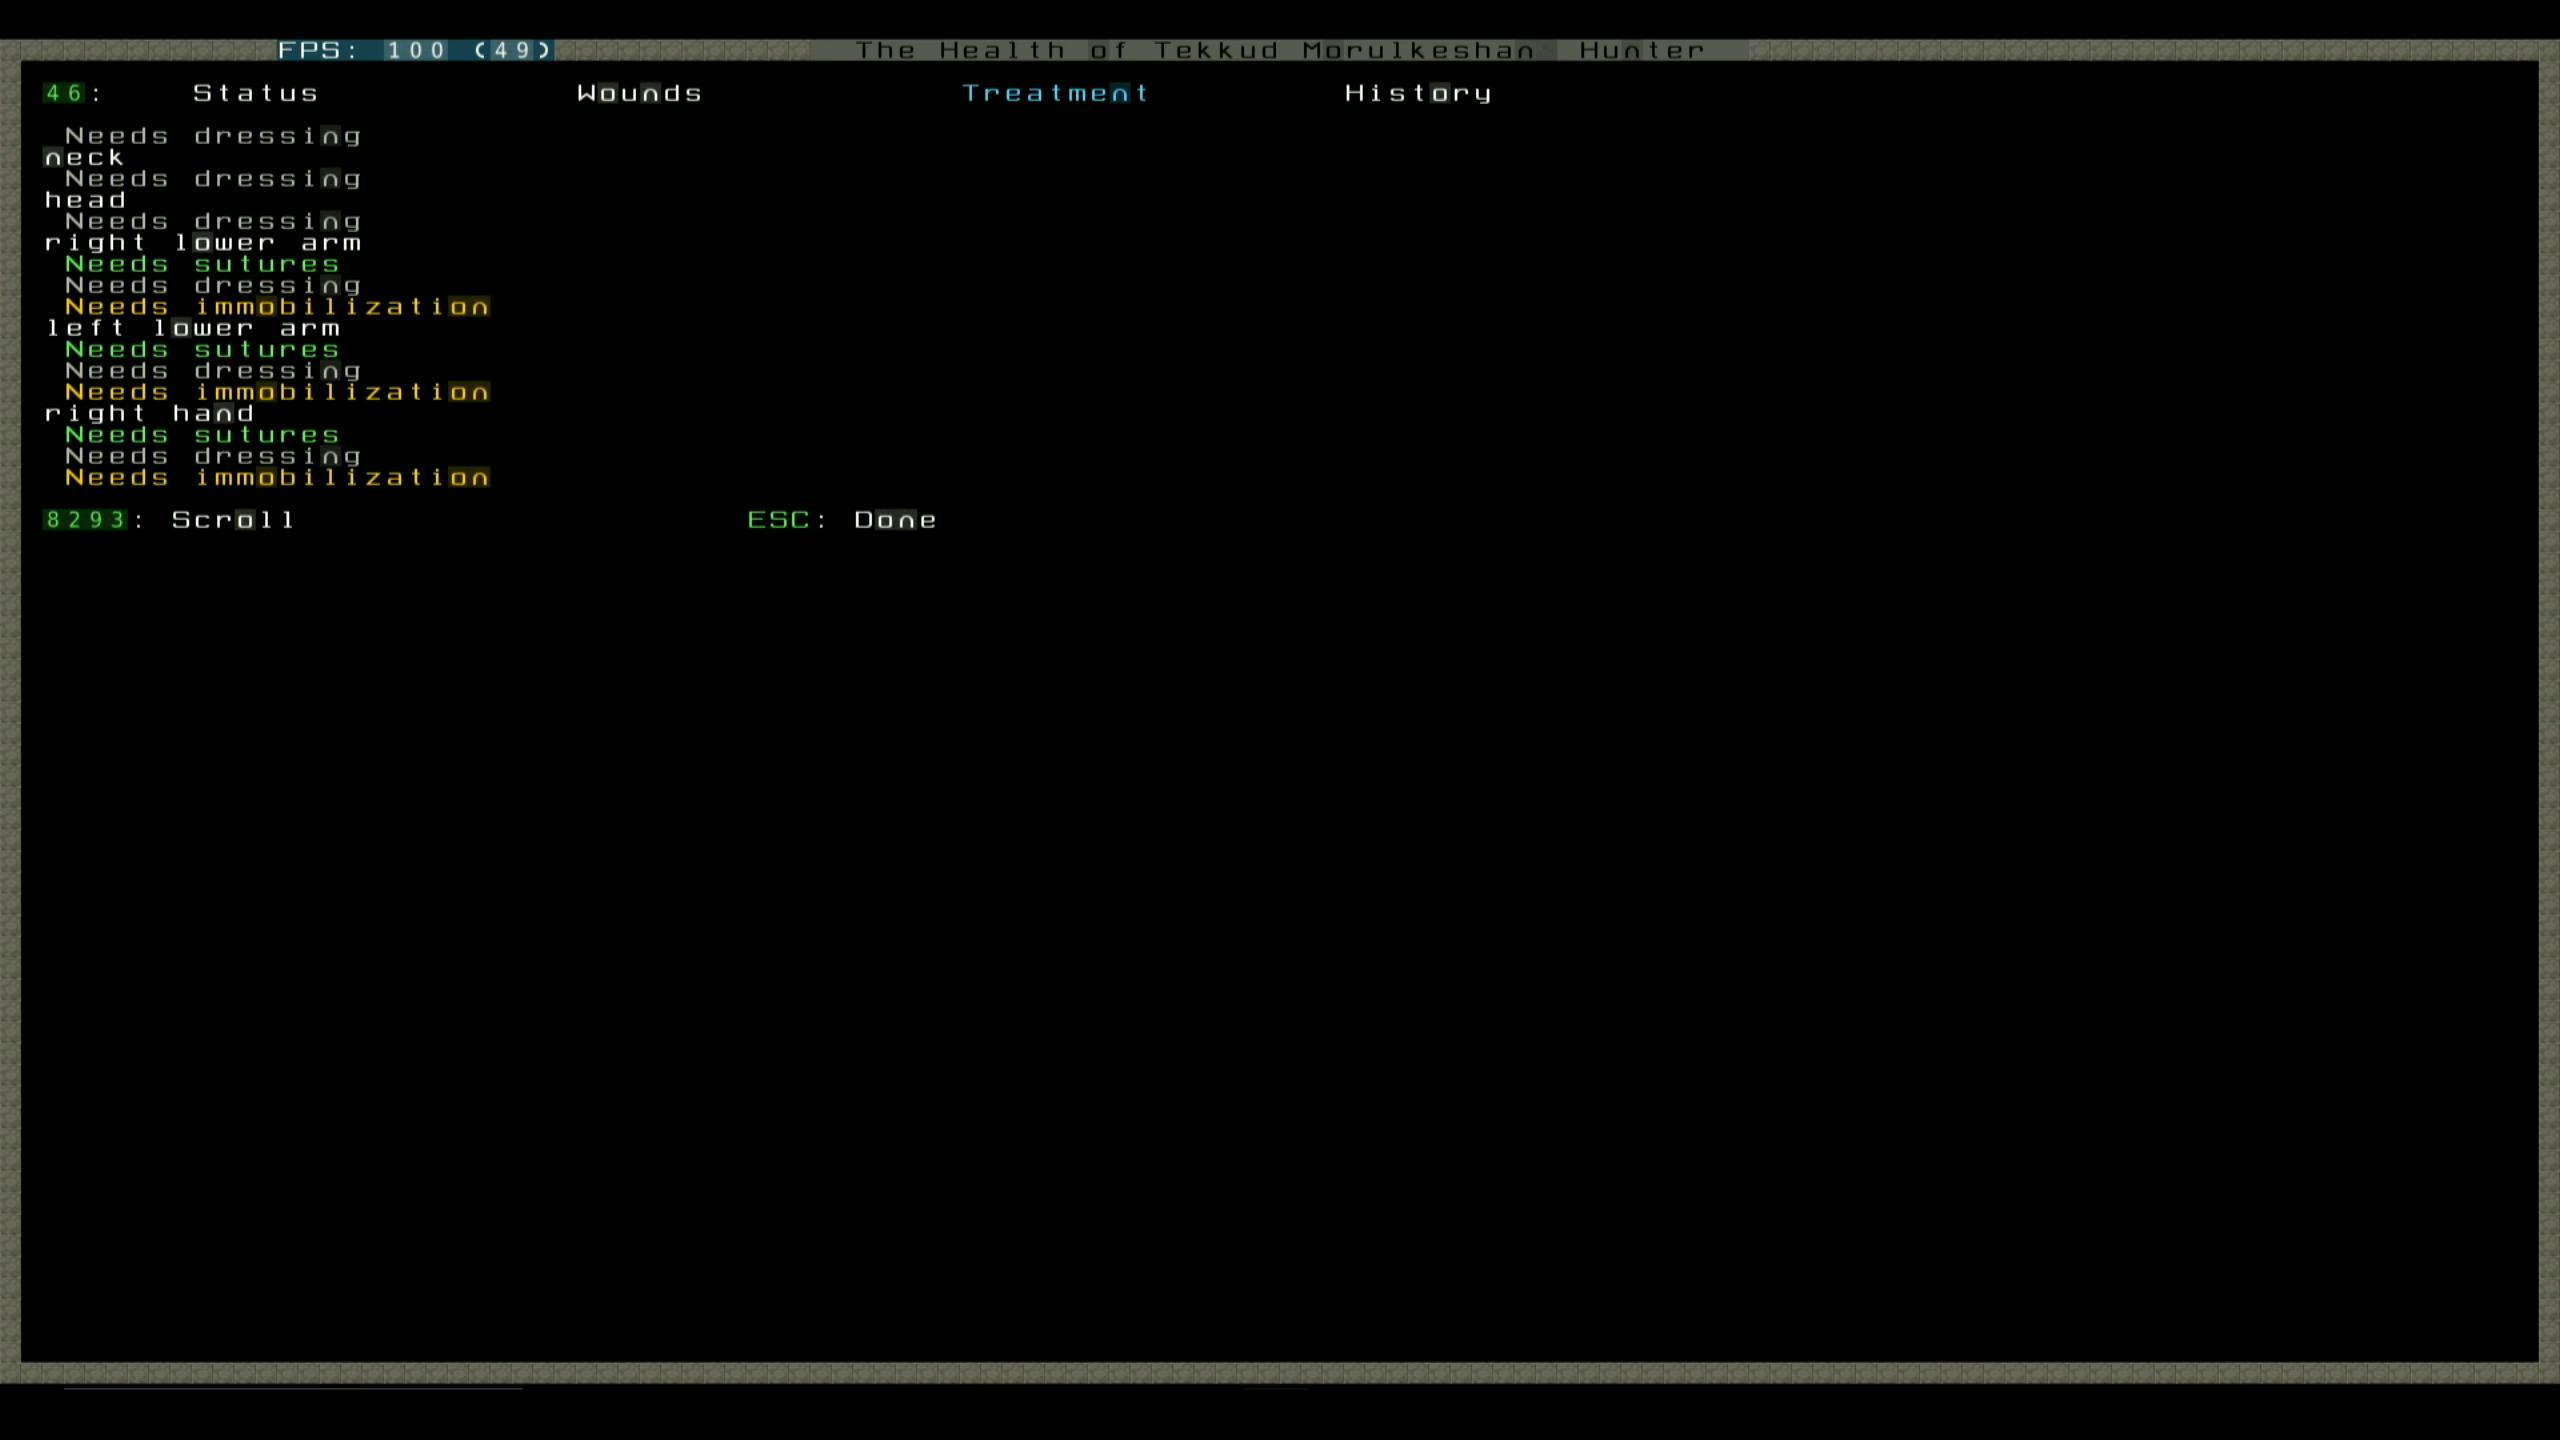 FPS: 100 (49) The Health of Tekkud Morulkeshan Hunter
46: Status Wounds Treatment History
Needs dressing
neck
Needs dressing
head
Needs dressing
right lower arm
Needs sutures
Needs dressing
Needs immobilization
left lower arm
Needs sutures
Needs dressing
Needs immobilization
right hand
Needs sutures
Needs dressing
Needs immobilization
8293: Scroll ESC: Done